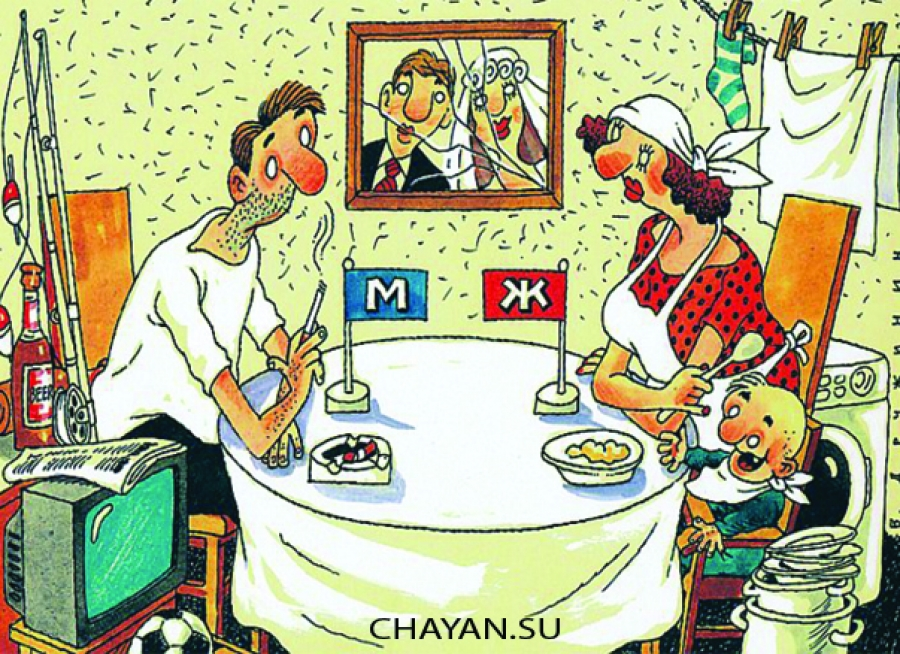 М
Ж
BEER
CHAYAN.SU